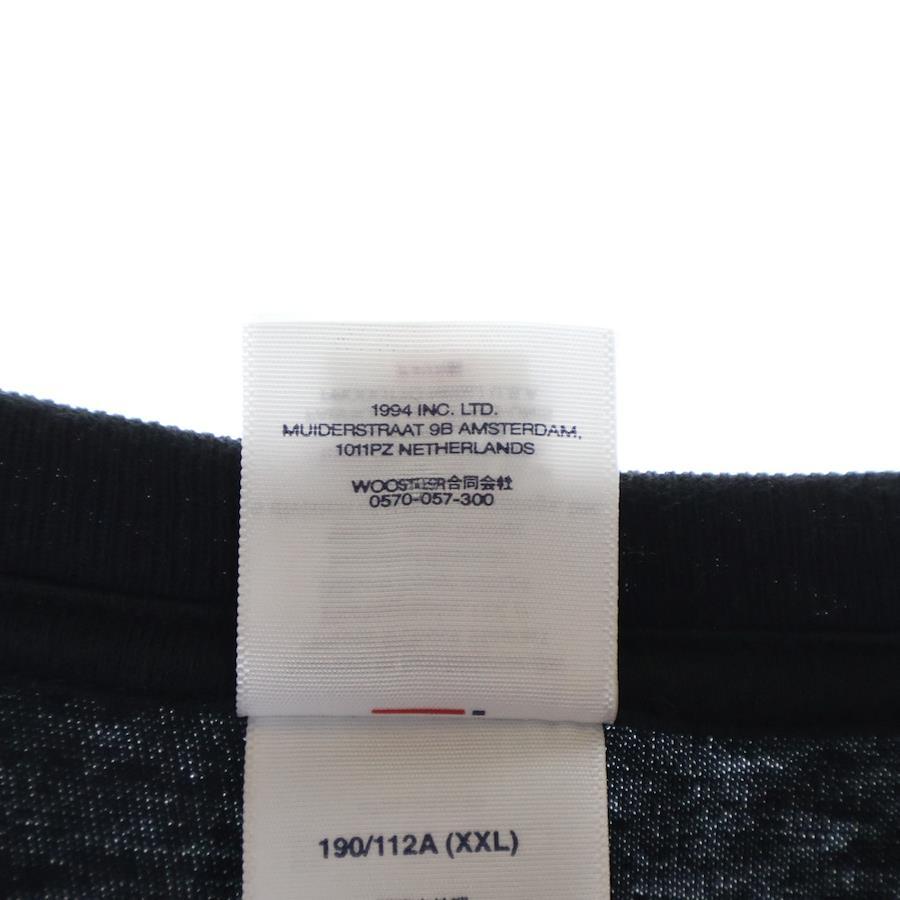 1994 INC. LTD.
MUIDERSTRAAT 9B AMSTERDAM,
1011PZ NETHERLANDS
WOOSTER合同会社
0570-057-300
190/112A (XXL)